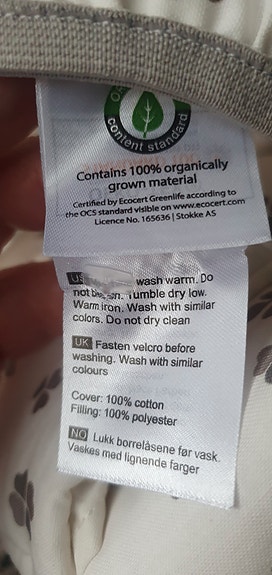 content standard
Contains 100% organically
grown material
Certified by Ecocert Greenlife according to
the OCS standard visible on www.ecocert.com
Licence No. 165636 | Stokke AS
US wash warm. Do
not tumble dry low.
Warm iron. Wash with similar
colors. Do not dry clean
UK Fasten velcro before
washing. Wash with similar
colours
Cover: 100% cotton
Filling: 100% polyester
NO Lukk borrelåsene før vask.
Vaskes med lignende farger